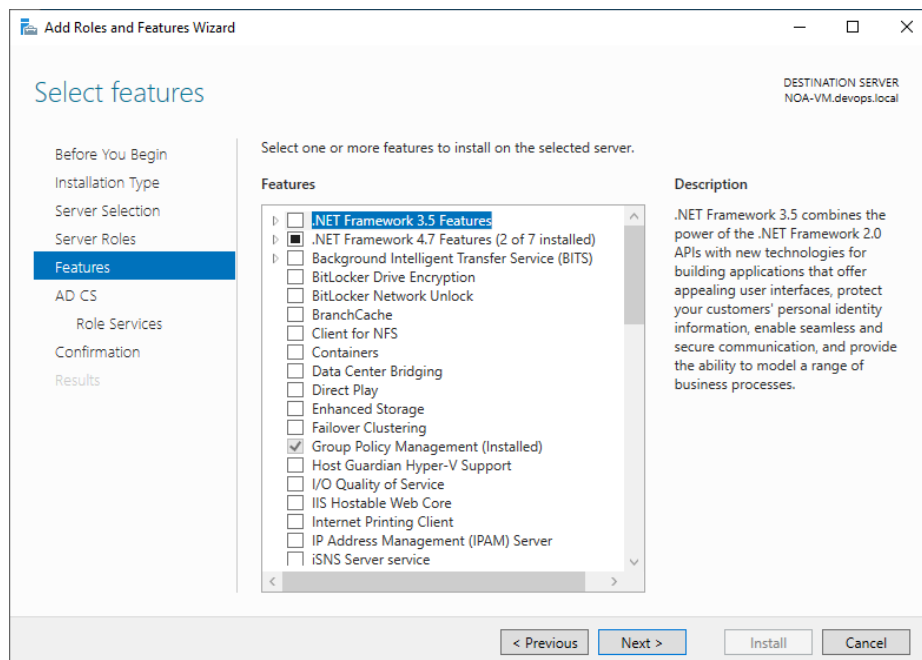 Add Roles and Features Wizard
Select features
DESTINATION SERVER
NOA-VM.devops.local
Before You Begin
Installation Type
Server Selection
Server Roles
Features
AD CS
Role Services
Confirmation
Results
Select one or more features to install on the selected server.
Features
.NET Framework 3.5 Features
.NET Framework 4.7 Features (2 of 7 installed)
Background Intelligent Transfer Service (BITS)
BitLocker Drive Encryption
BitLocker Network Unlock
BranchCache
Client for NFS
Containers
Data Center Bridging
Direct Play
Enhanced Storage
Failover Clustering
Group Policy Management (Installed)
Host Guardian Hyper-V Support
I/O Quality of Service
IIS Hostable Web Core
Internet Printing Client
IP Address Management (IPAM) Server
iSNS Server service
Description
.NET Framework 3.5 combines the
power of the .NET Framework 2.0
APIs with new technologies for
building applications that offer
appealing user interfaces, protect
your customers' personal identity
information, enable seamless and
secure communication, and provide
the ability to model a range of
business processes.
< Previous
Next >
Install
Cancel